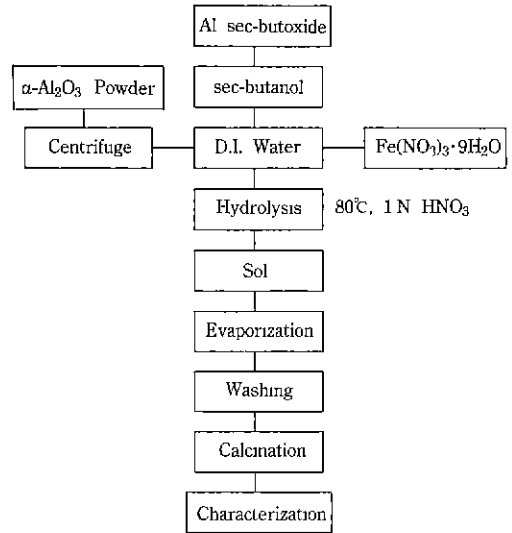 Al sec-butoxide
α-Al₂O₃ Powder
sec-butanol
Centrifuge
D.I. Water
Fe(NO₃)₃·9H₂O
Hydrolysis
80℃, 1 N HNO₃
Sol
Evaporization
Washing
Calcination
Characterization